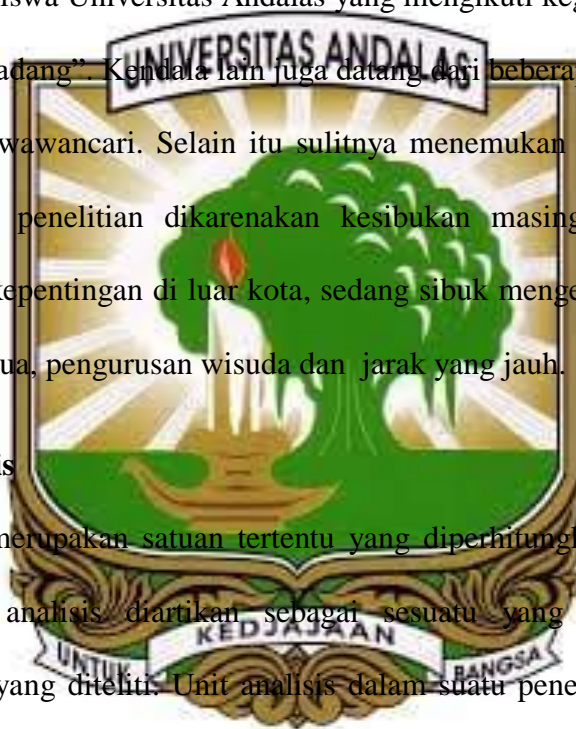 iswa Universitas Andalas yang mengikuti keg
UNIVERSITAS ANDALAS
adang”. Kendala lain juga datang dari beberap
wawancari. Selain itu sulitnya menemukan
penelitian dikarenakan kesibukan masing
kepentingan di luar kota, sedang sibuk menge
ua, pengurusan wisuda dan jarak yang jauh.
is
merupakan satuan tertentu yang diperhitungk
analisis diartikan sebagai sesuatu yang
KEDJAJAAN
UNTUK BANGSA
yang diteliti. Unit analisis dalam suatu pene